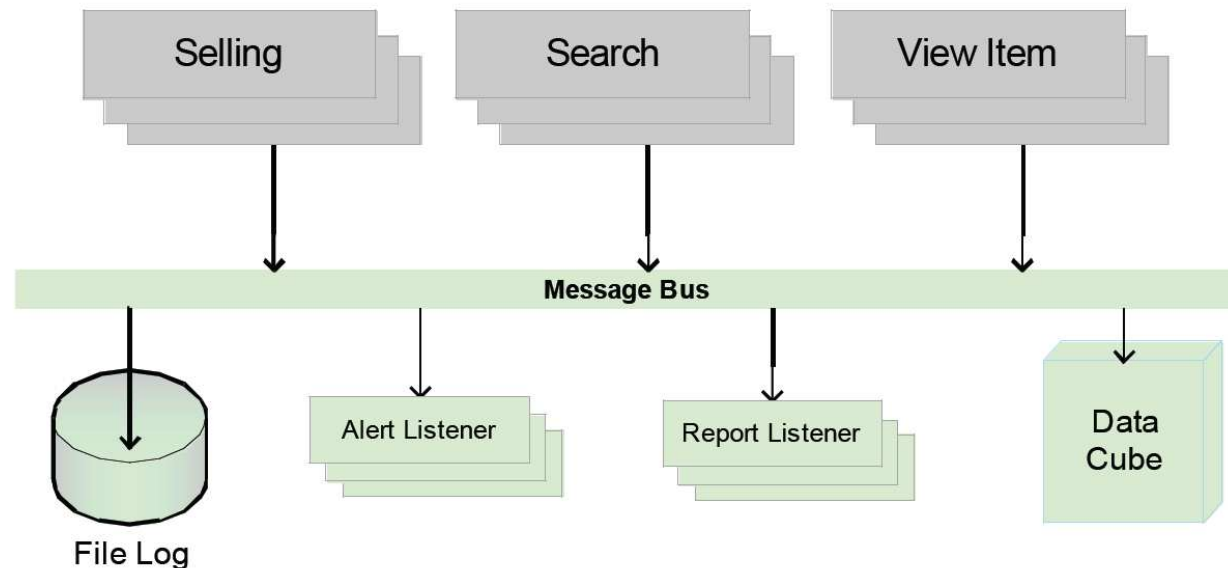 Selling
Search
View Item
Message Bus
Alert Listener
Report Listener
Data
Cube
File Log